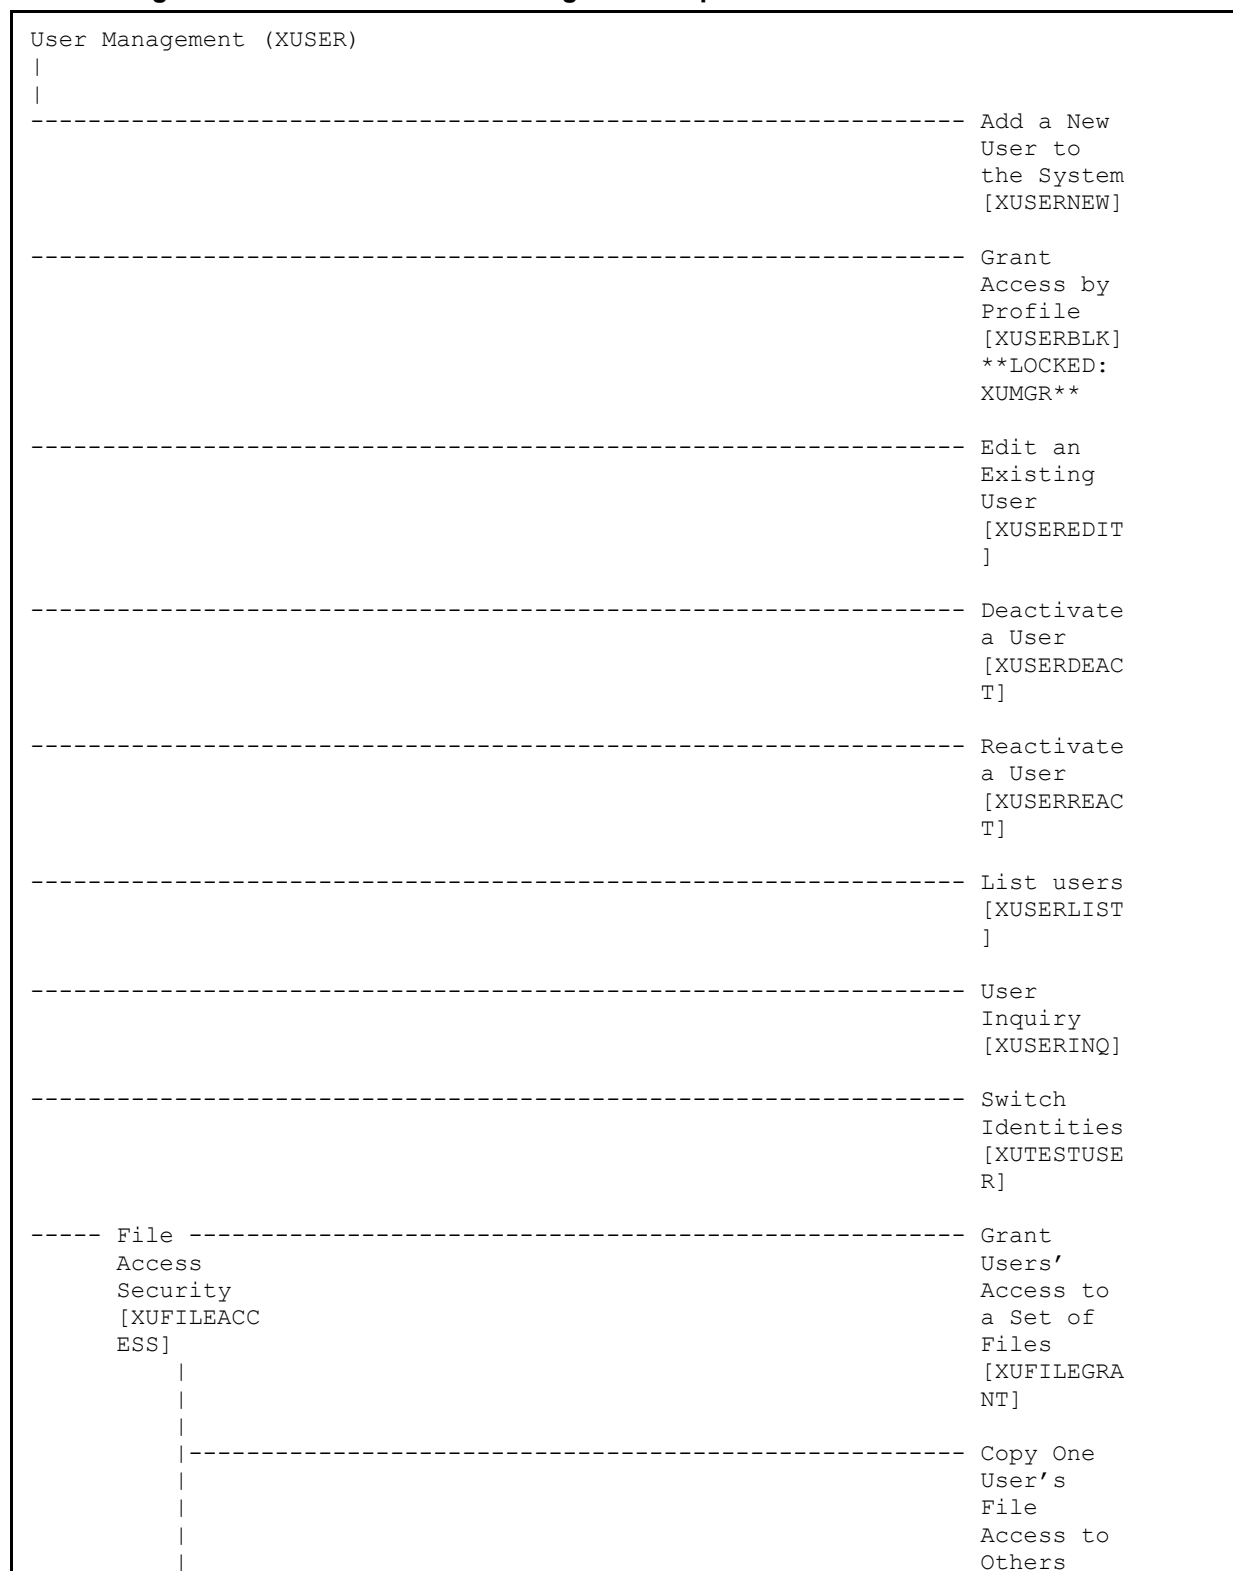 User Management (XUSER)
|
|
----------------------------------------------------------------- Add a New
User to
the System
[XUSERNEW]
----------------------------------------------------------------- Grant
Access by
Profile
[XUSERBLK]
**LOCKED:
XUMGR**
----------------------------------------------------------------- Edit an
Existing
User
[XUSEREDIT
]
----------------------------------------------------------------- Deactivate
a User
[XUSERDEAC
T]
----------------------------------------------------------------- Reactivate
a User
[XUSERREAC
T]
----------------------------------------------------------------- List users
[XUSERLIST
]
----------------------------------------------------------------- User
Inquiry
[XUSERINQ]
----------------------------------------------------------------- Switch
Identities
[XUTESTUSE
R]
----- File ------------------------------------------------------ Grant
Access Users’
Security Access to
[XUFILEACC a Set of
ESS] Files
| [XUFILEGRA
| NT]
|
|------------------------------------------------------ Copy One
| User’s
| File
| Access to
| Others